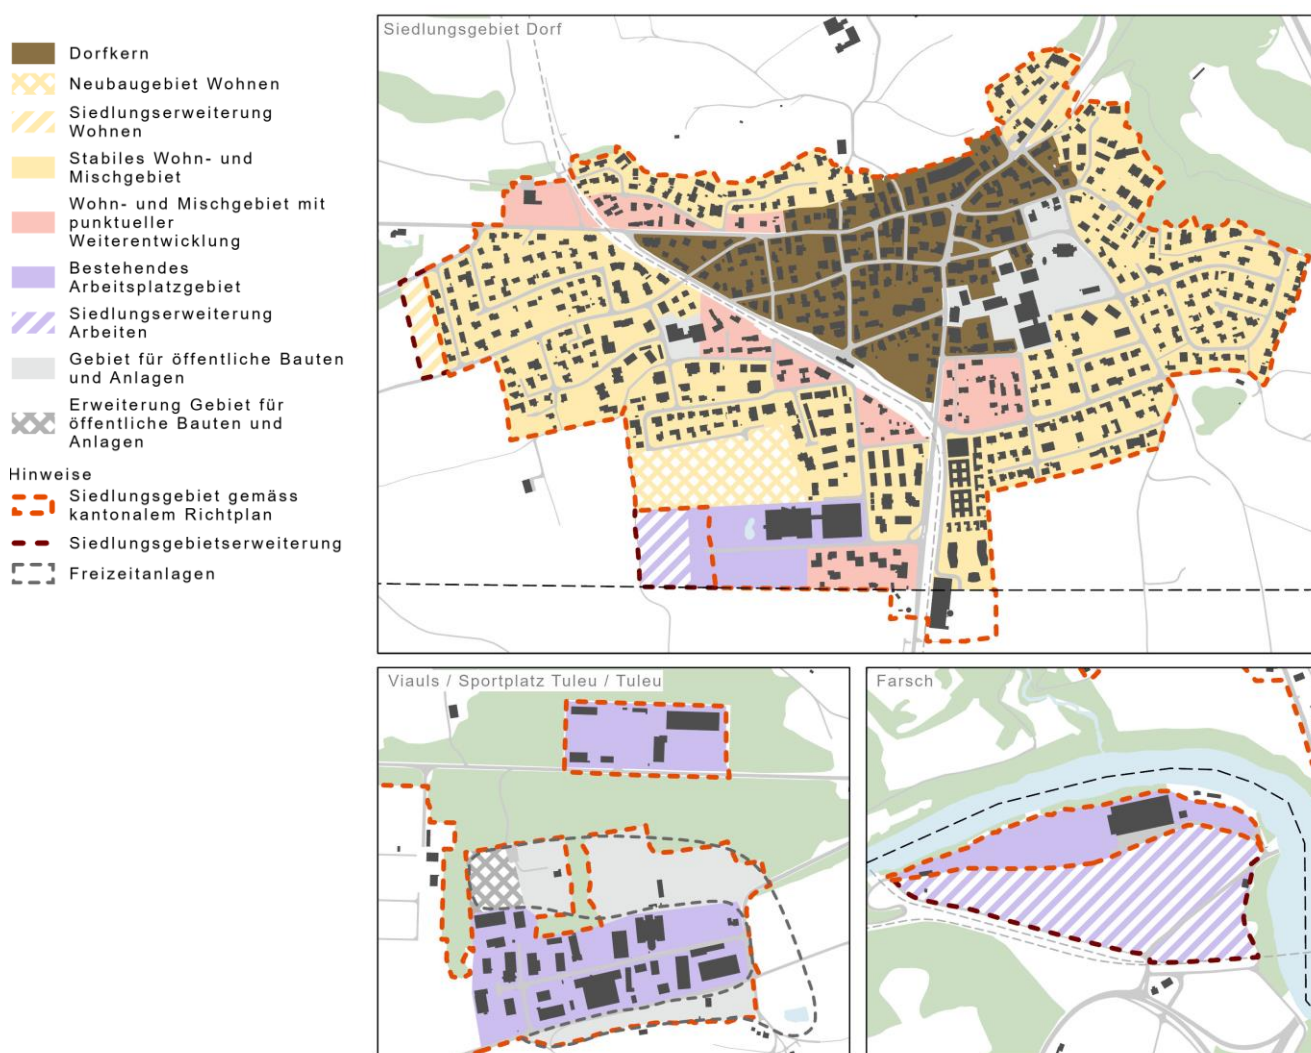 Dorfkern
Neubaugebiet Wohnen
Siedlungserweiterung
Wohnen
Stabiles Wohn- und
Mischgebiet
Wohn- und Mischgebiet mit
punktueller
Weiterentwicklung
Bestehendes
Arbeitsplatzgebiet
Siedlungserweiterung
Arbeiten
Gebiet für öffentliche Bauten
und Anlagen
Erweiterung Gebiet für
öffentliche Bauten und
Anlagen
Hinweise
Siedlungsgebiet gemäss
kantonalem Richtplan
Siedlungsgebietserweiterung
Freizeitanlagen
Siedlungsgebiet Dorf
Viauls / Sportplatz Tuleu / Tuleu
Farsch